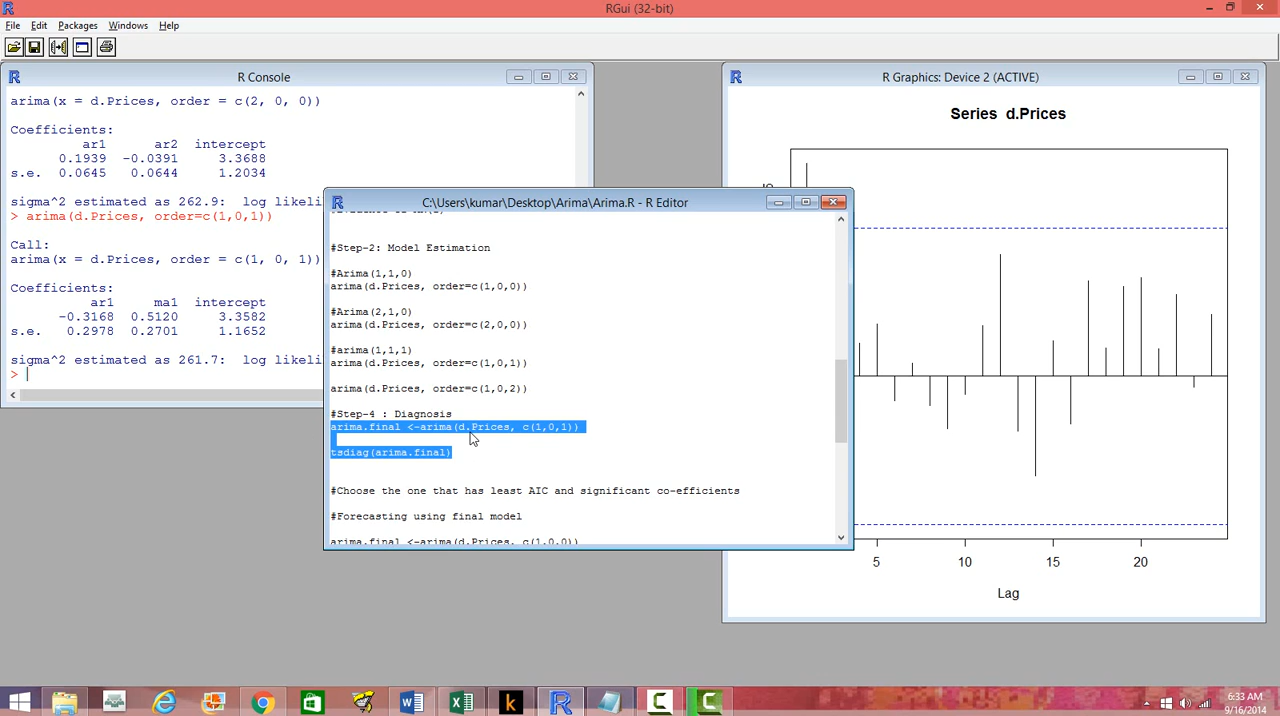 RGui (32-bit)
File Edit Packages Windows Help
R Console
arima(x = d.Prices, order = c(2, 0, 0))
Coefficients:
ar1 ar2 intercept
0.1939 -0.0391 3.3688
s.e. 0.0645 0.0644 1.2034
sigma^2 estimated as 262.9: log likeli
> arima(d.Prices, order=c(1,0,1))
Call:
arima(x = d.Prices, order = c(1, 0, 1))
Coefficients:
ar1 ma1 intercept
-0.3168 0.5120 3.3582
s.e. 0.2978 0.2701 1.1652
sigma^2 estimated as 261.7: log likeli
>
C:\Users\kumar\Desktop\Arima\Arima.R - R Editor
#Step-2: Model Estimation
#Arima(1,1,0)
arima(d.Prices, order=c(1,0,0))
#Arima(2,1,0)
arima(d.Prices, order=c(2,0,0))
#arima(1,1,1)
arima(d.Prices, order=c(1,0,1))
arima(d.Prices, order=c(1,0,2))
#Step-4 : Diagnosis
arima.final <-arima(d.Prices, c(1,0,1))
tsdiag(arima.final)
#Choose the one that has least AIC and significant co-efficients
#Forecasting using final model
arima.final <-arima(d.Prices, c(1,0,0))
R Graphics: Device 2 (ACTIVE)
Series d.Prices
5 10 15 20
Lag
6:33 AM
9/16/2014